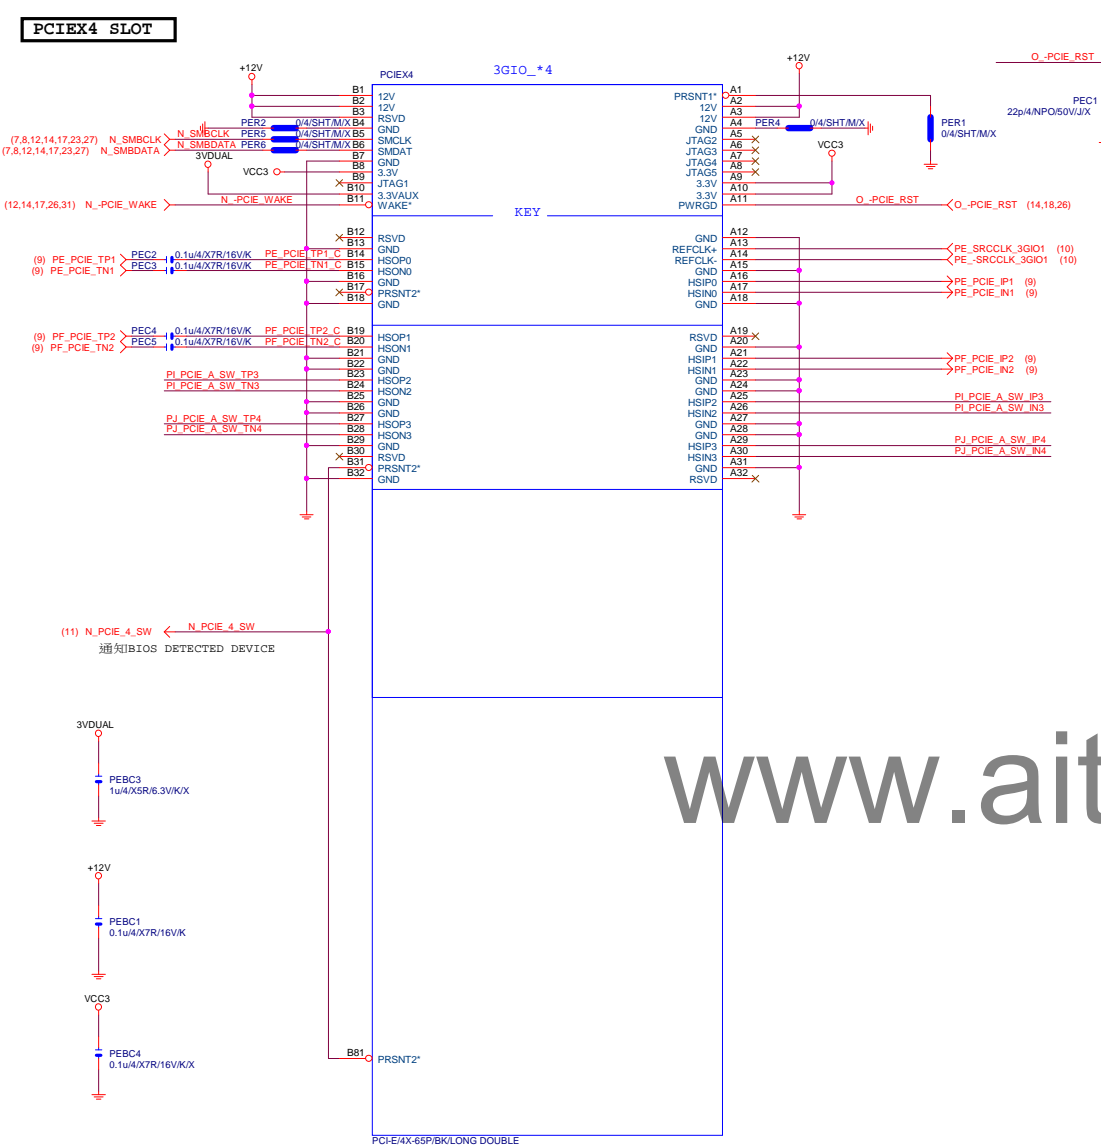 PCIEX4 SLOT
3GIO_*4
PCIEX4
+12V
+12V
O_-PCIE_RST
PEC1
22p/4/NPO/50V/J/X
B1 12V
B2 12V
B3 RSVD
PER2 0/4/SHT/M/X B4 GND
(7,8,12,14,17,23,27) N_SMBCLK N_SMBCLK PER5 0/4/SHT/M/X B5 SMCLK
(7,8,12,14,17,23,27) N_SMBDATA N_SMBDATA PER6 0/4/SHT/M/X B6 SMDAT
3VDUAL
B7 GND
VCC3 B8 3.3V
B9 JTAG1
B10 3.3VAUX
(12,14,17,26,31) N_-PCIE_WAKE N_-PCIE_WAKE B11 WAKE*
PRSNT1* A1
12V A2
12V A3
GND A4 PER4 0/4/SHT/M/X
PER1
0/4/SHT/M/X
JTAG2 A5
JTAG3 A6
JTAG4 A7
JTAG5 A8
VCC3
3.3V A9
3.3V A10
PWRGD A11 O_-PCIE_RST O_-PCIE_RST (14,18,26)
KEY
B12 RSVD
B13 GND
(9) PE_PCIE_TP1 PEC2 0.1u/4/X7R/16V/K PE_PCIE_TP1_C B14 HSOP0
(9) PE_PCIE_TN1 PEC3 0.1u/4/X7R/16V/K PE_PCIE_TN1_C B15 HSON0
B16 GND
B17 PRSNT2*
B18 GND
GND A12
REFCLK+ A13 PE_SRCCLK_3GIO1 (10)
REFCLK- A14 PE_-SRCCLK_3GIO1 (10)
GND A15
HSIP0 A16 PE_PCIE_IP1 (9)
HSIN0 A17 PE_PCIE_IN1 (9)
GND A18
(9) PF_PCIE_TP2 PEC4 0.1u/4/X7R/16V/K PF_PCIE_TP2_C B19 HSOP1
(9) PF_PCIE_TN2 PEC5 0.1u/4/X7R/16V/K PF_PCIE_TN2_C B20 HSON1
B21 GND
B22 GND
PI_PCIE_A_SW_TP3 B23 HSOP2
PI_PCIE_A_SW_TN3 B24 HSON2
B25 GND
B26 GND
PJ_PCIE_A_SW_TP4 B27 HSOP3
PJ_PCIE_A_SW_TN4 B28 HSON3
B29 GND
B30 RSVD
B31 PRSNT2*
B32 GND
RSVD A19
GND A20
HSIP1 A21 PF_PCIE_IP2 (9)
HSIN1 A22 PF_PCIE_IN2 (9)
GND A23
GND A24
HSIP2 A25 PI_PCIE_A_SW_IP3
HSIN2 A26 PI_PCIE_A_SW_IN3
GND A27
GND A28
HSIP3 A29 PJ_PCIE_A_SW_IP4
HSIN3 A30 PJ_PCIE_A_SW_IN4
GND A31
RSVD A32
(11) N_PCIE_4_SW N_PCIE_4_SW
通知BIOS DETECTED DEVICE
3VDUAL
PEBC3
1u/4/X5R/6.3V/K/X
www.ait
+12V
PEBC1
0.1u/4/X7R/16V/K
VCC3
PEBC4
0.1u/4/X7R/16V/K/X
B81 PRSNT2*
PCI-E/4X-65P/BK/LONG DOUBLE